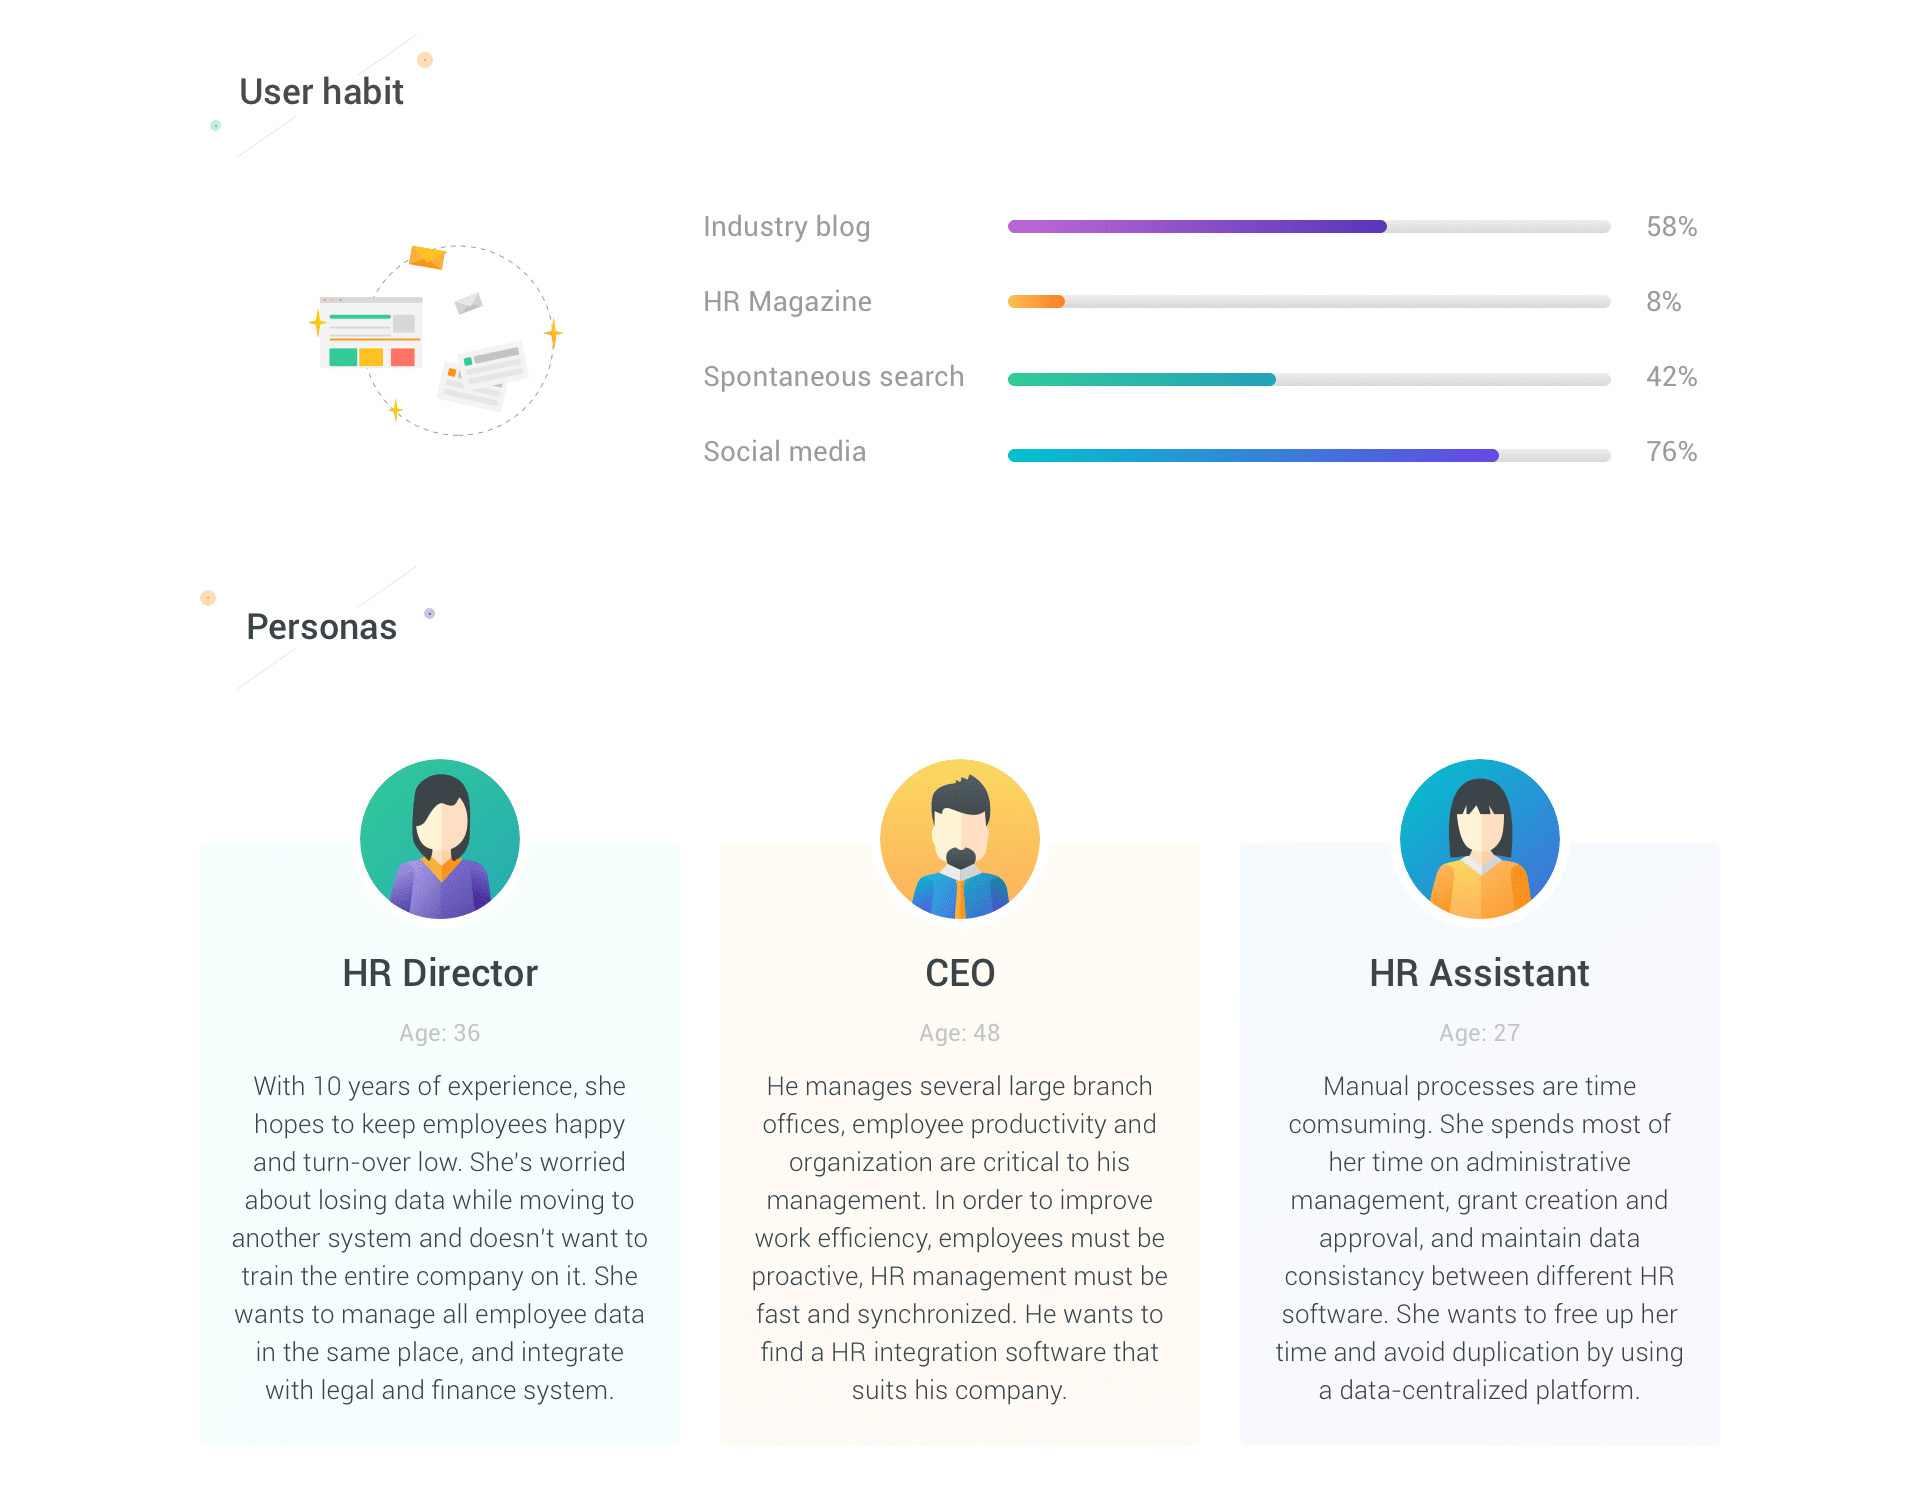 User habit
Industry blog 58%
HR Magazine 8%
Spontaneous search 42%
Social media 76%
Personas
HR Director
Age: 36
With 10 years of experience, she
hopes to keep employees happy
and turn-over low. She's worried
about losing data while moving to
another system and doesn't want to
train the entire company on it. She
wants to manage all employee data
in the same place, and integrate
with legal and finance system.
CEO
Age: 48
He manages several large branch
offices, employee productivity and
organization are critical to his
management. In order to improve
work efficiency, employees must be
proactive, HR management must be
fast and synchronized. He wants to
find a HR integration software that
suits his company.
HR Assistant
Age: 27
Manual processes are time
comsuming. She spends most of
her time on administrative
management, grant creation and
approval, and maintain data
consistancy between different HR
software. She wants to free up her
time and avoid duplication by using
a data-centralized platform.